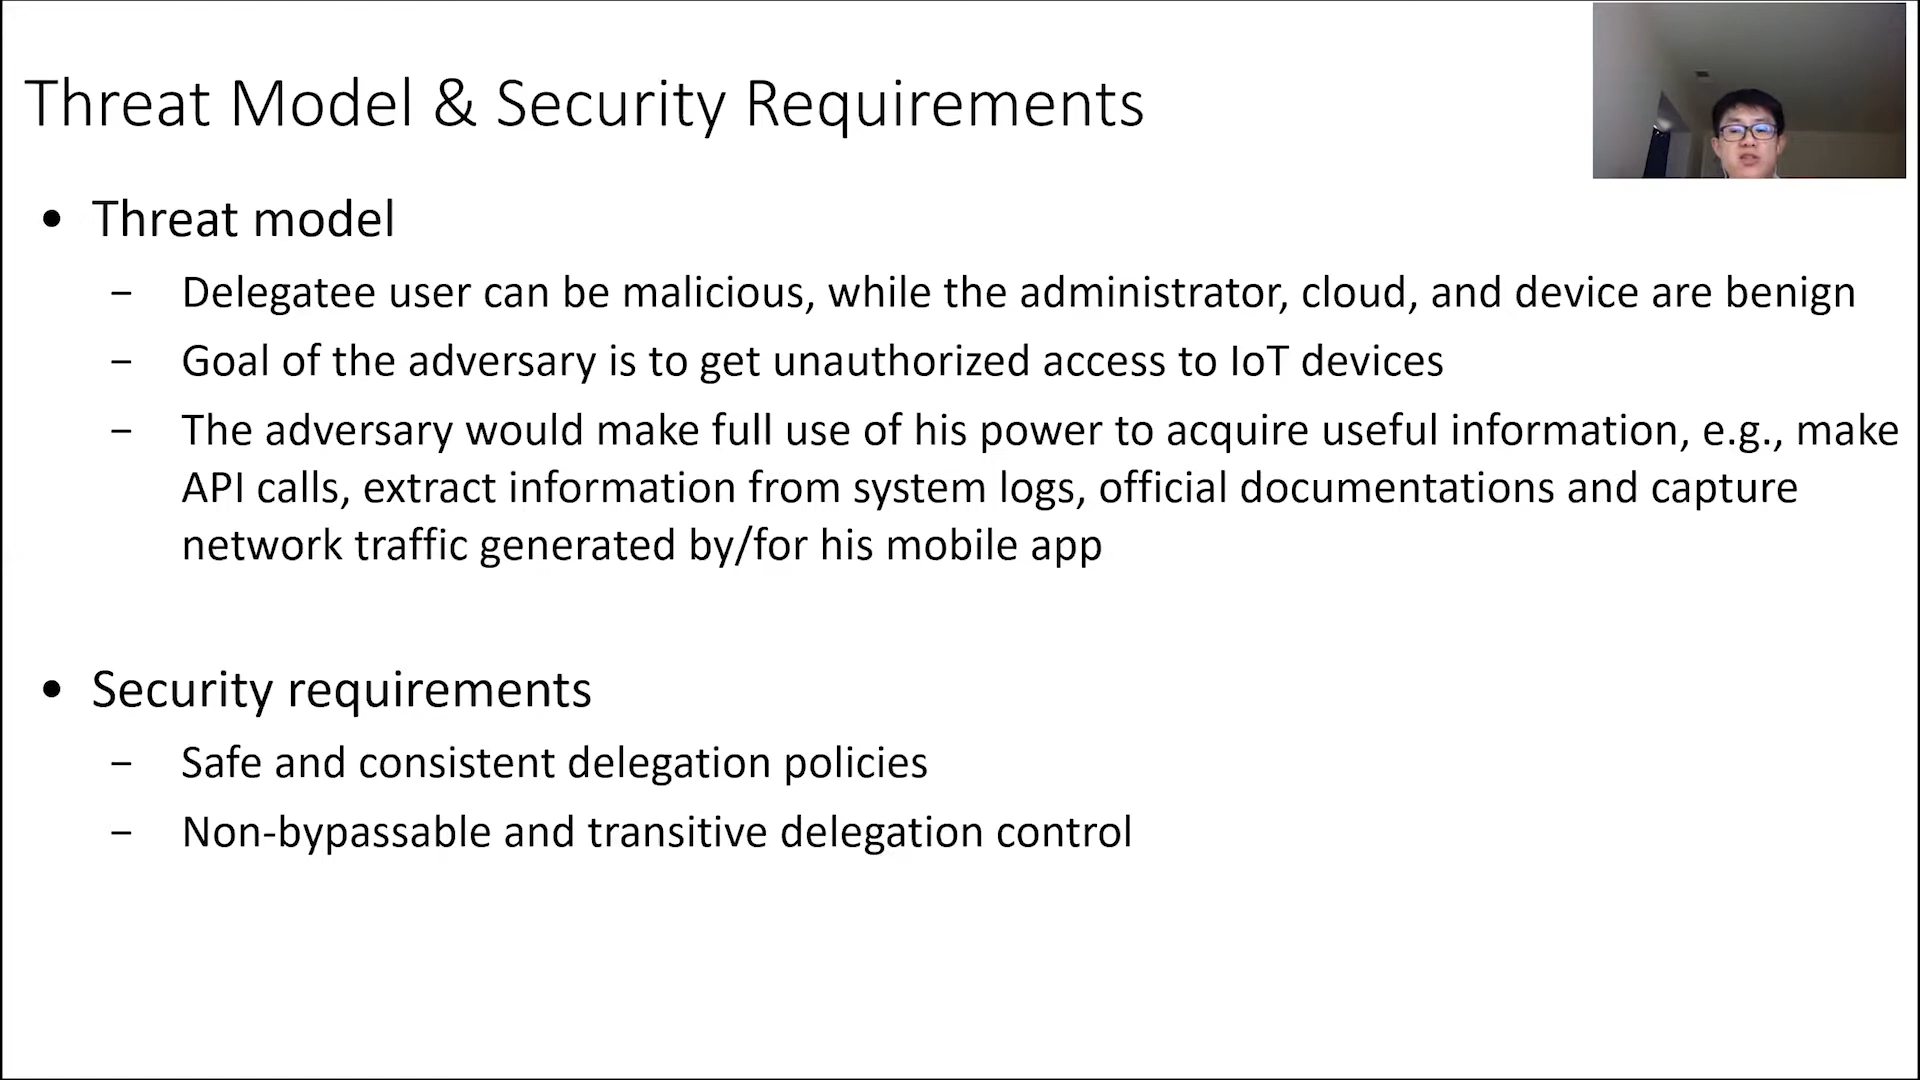 Threat Model & Security Requirements
• Threat model
– Delegatee user can be malicious, while the administrator, cloud, and device are benign
– Goal of the adversary is to get unauthorized access to IoT devices
– The adversary would make full use of his power to acquire useful information, e.g., make
API calls, extract information from system logs, official documentations and capture
network traffic generated by/for his mobile app
• Security requirements
– Safe and consistent delegation policies
– Non-bypassable and transitive delegation control